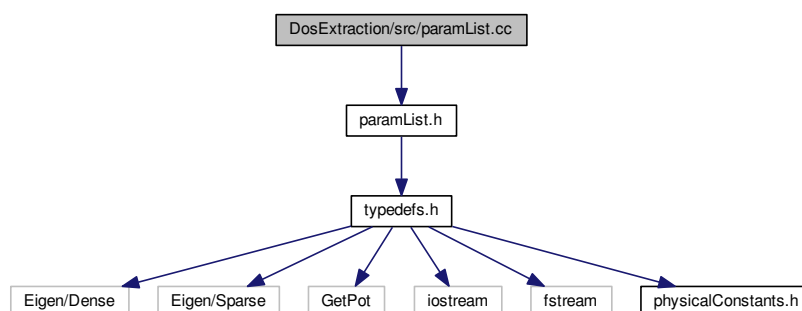 DosExtraction/src/paramList.cc
paramList.h
typedefs.h
Eigen/Dense Eigen/Sparse GetPot iostream fstream physicalConstants.h